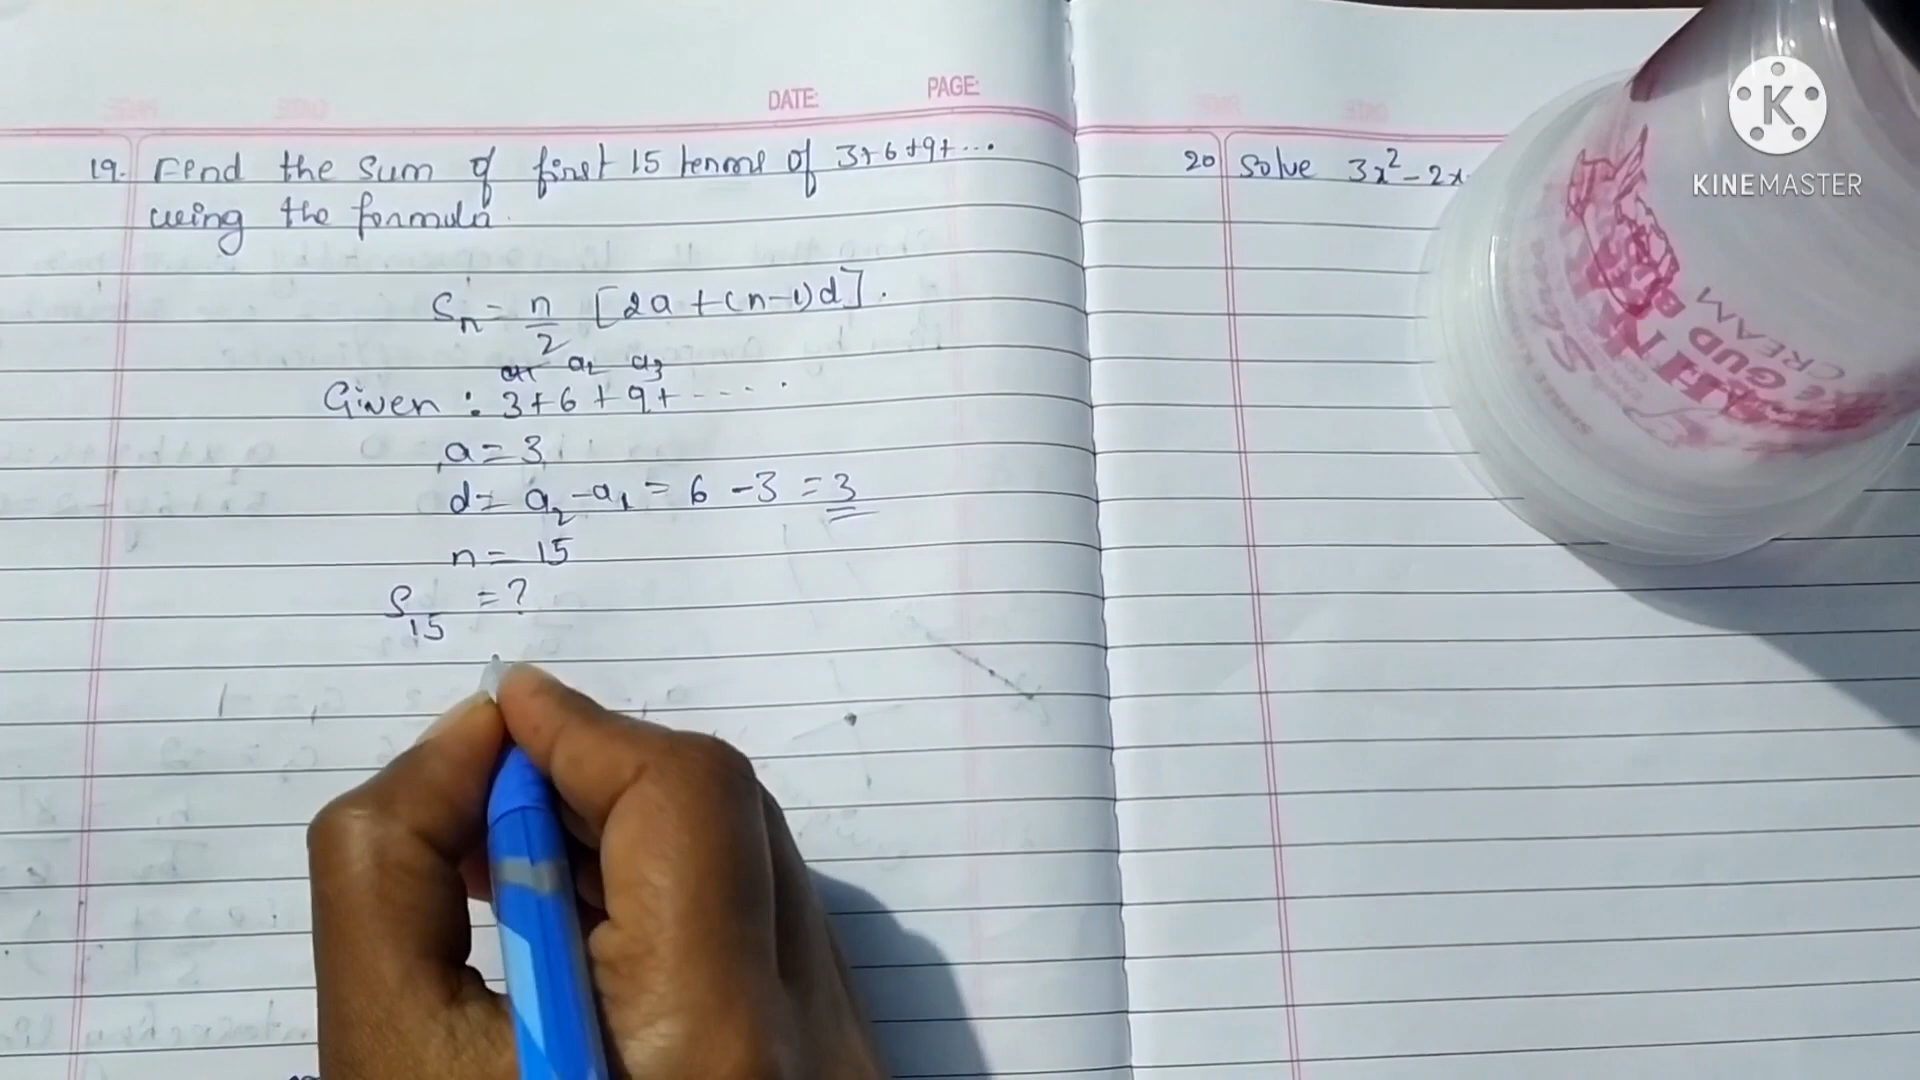 DATE: PAGE:
19. Find the sum of first 15 terms of 3+6+9+...
using the formula.
Sn = n/2 [2a + (n-1)d].
a1 a2 a3
Given : 3+6+9+ ....
a = 3
d = a2 - a1 = 6 - 3 = 3
n = 15
S15 = ?
20 Solve 3x² - 2x
KINEMASTER
CREAM